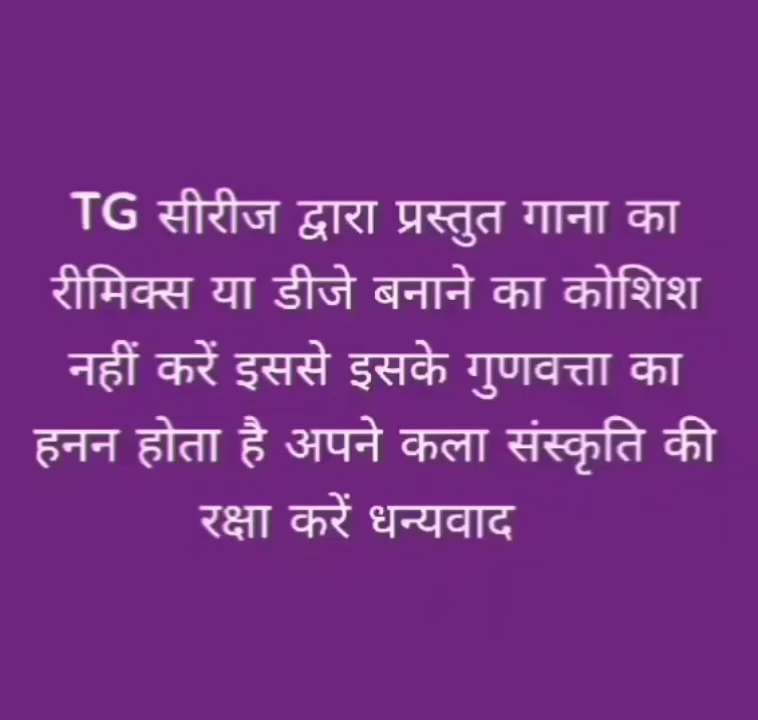 TG सीरीज द्वारा प्रस्तुत गाना का
रीमिक्स या डीजे बनाने का कोशिश
नहीं करें इससे इसके गुणवत्ता का
हनन होता है अपने कला संस्कृति की
रक्षा करें धन्यवाद